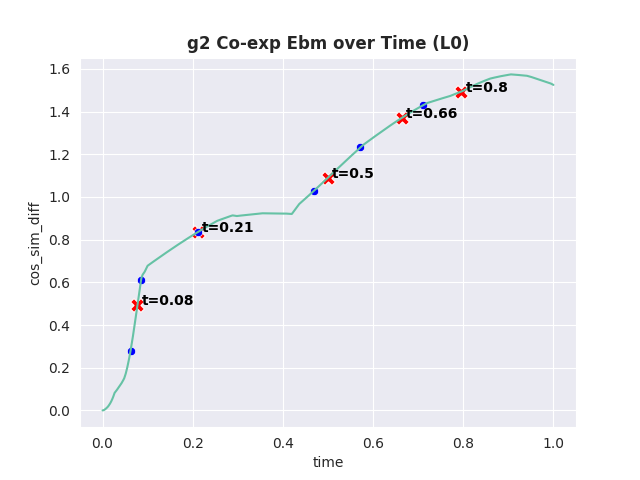 g2 Co-exp Ebm over Time (L0)
cos_sim_diff
1.6
1.4
1.2
1.0
0.8
0.6
0.4
0.2
0.0
t=0.8
t=0.66
t=0.5
t=0.21
t=0.08
0.0 0.2 0.4 0.6 0.8 1.0
time